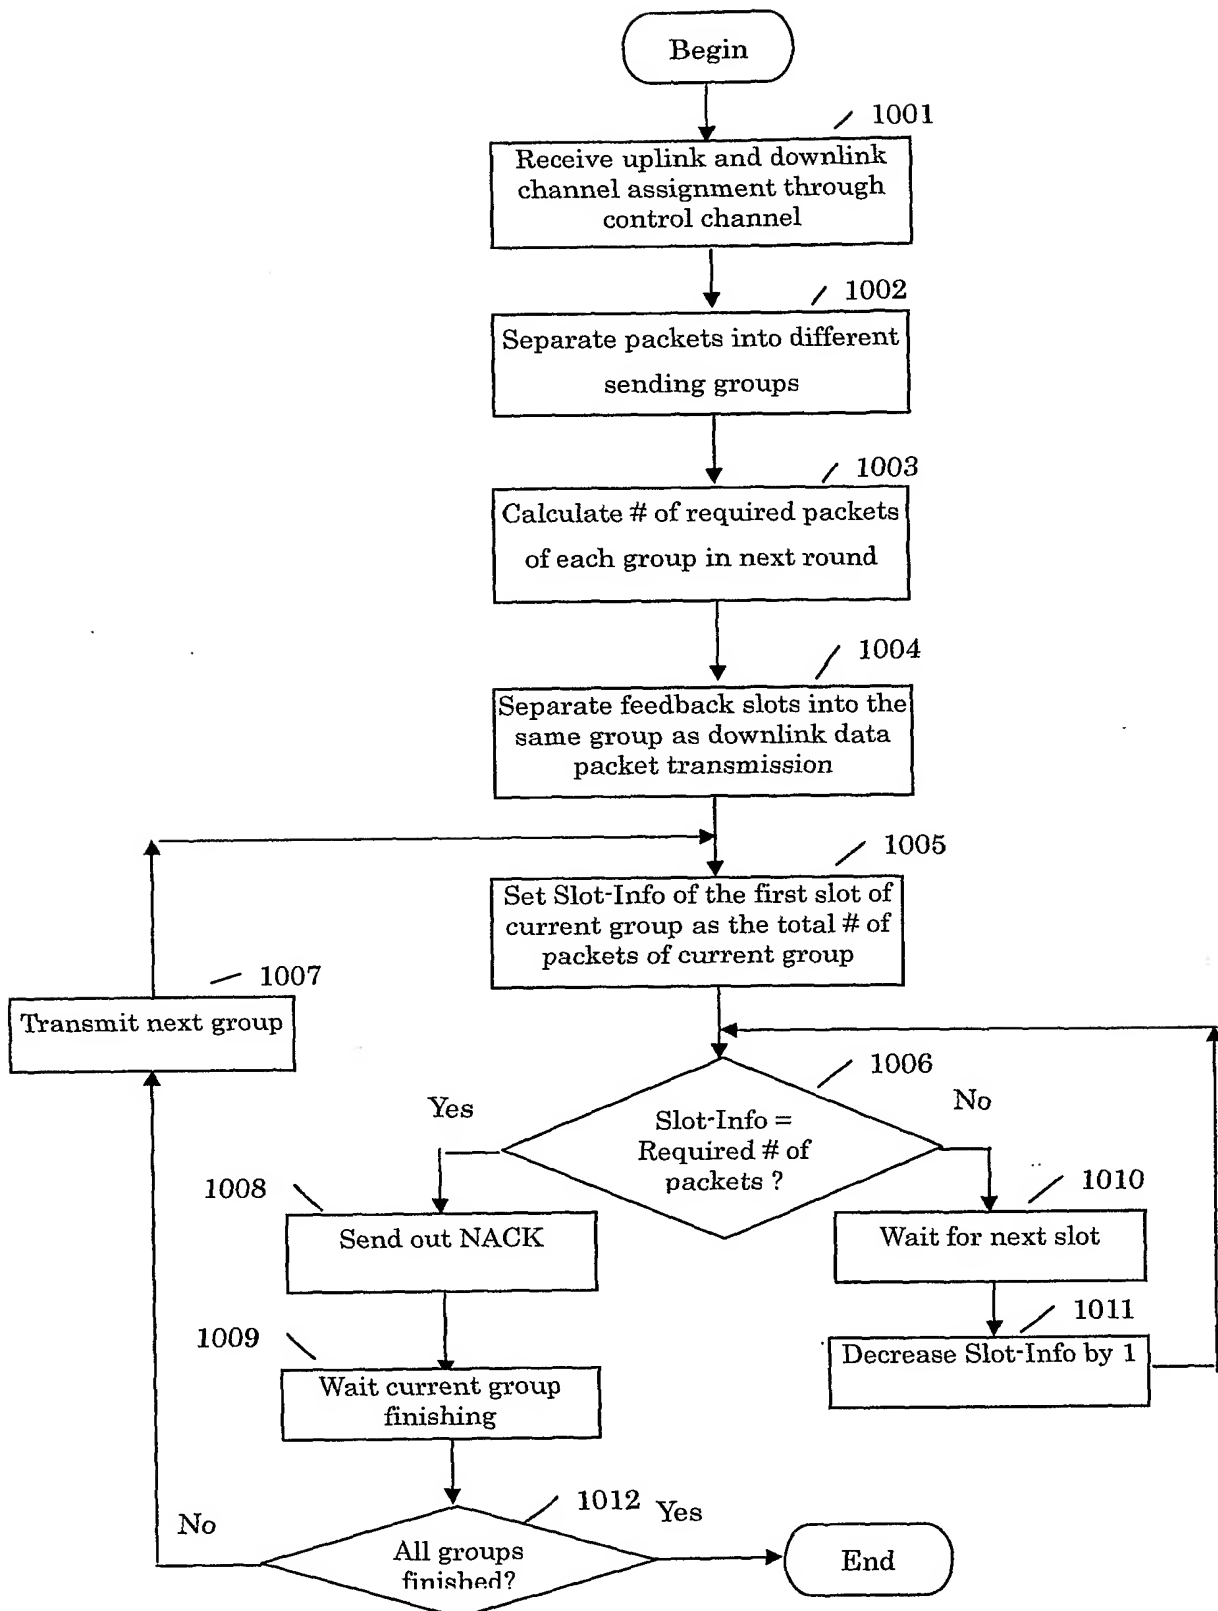 Begin
1001
Receive uplink and downlink
channel assignment through
control channel
1002
Separate packets into different
sending groups
1003
Calculate # of required packets
of each group in next round
1004
Separate feedback slots into the
same group as downlink data
packet transmission
1005
Set Slot-Info of the first slot of
current group as the total # of
packets of current group
1007
Transmit next group
1006
Yes
No
Slot-Info =
Required # of
packets ?
1008
Send out NACK
1010
Wait for next slot
1009
Wait current group
finishing
1011
Decrease Slot-Info by 1
1012
No
Yes
All groups
finished?
End